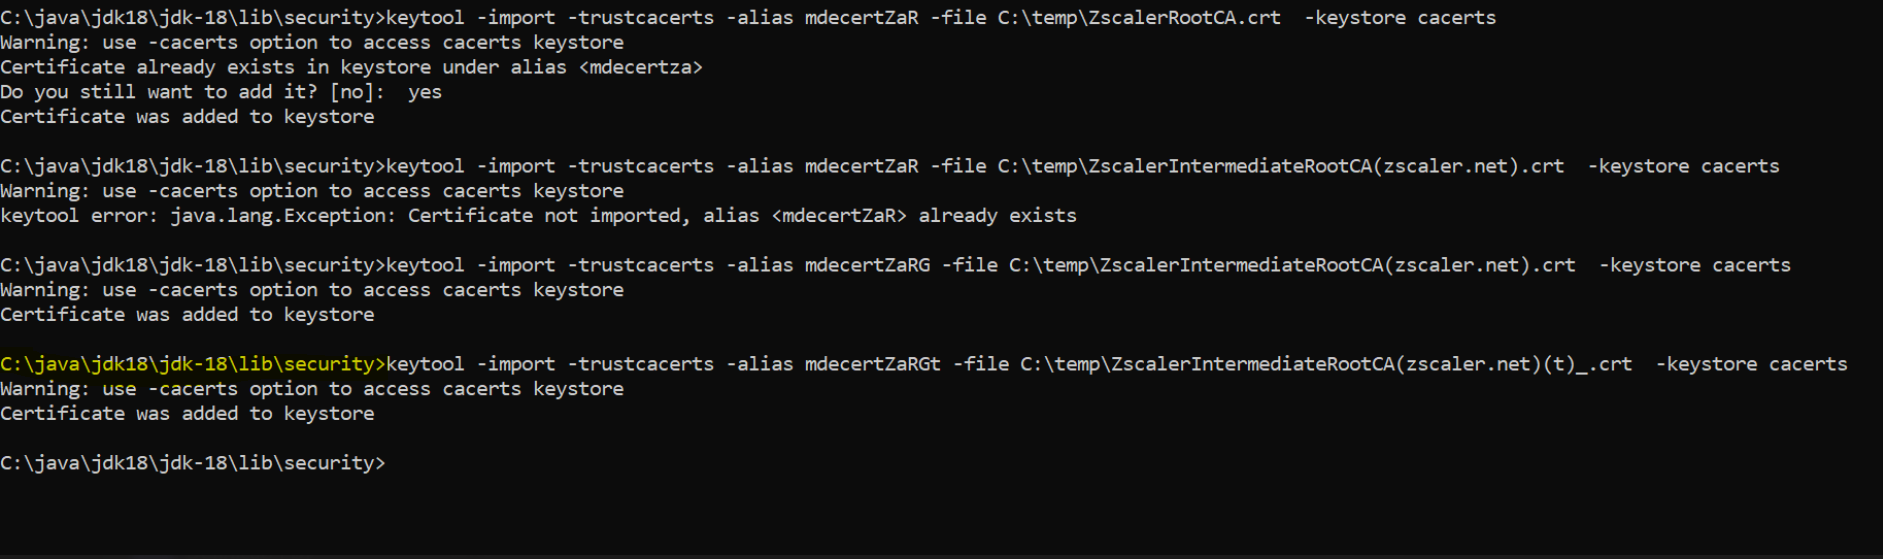 C:\java\jdk18\jdk-18\lib\security>keytool -import -trustcacerts -alias mdecertZaR -file C:\temp\ZscalerRootCA.crt  -keystore cacerts
Warning: use -cacerts option to access cacerts keystore
Certificate already exists in keystore under alias <mdecertza>
Do you still want to add it? [no]:  yes
Certificate was added to keystore
C:\java\jdk18\jdk-18\lib\security>keytool -import -trustcacerts -alias mdecertZaR -file C:\temp\ZscalerIntermediateRootCA(zscaler.net).crt  -keystore cacerts
Warning: use -cacerts option to access cacerts keystore
keytool error: java.lang.Exception: Certificate not imported, alias <mdecertZaR> already exists
C:\java\jdk18\jdk-18\lib\security>keytool -import -trustcacerts -alias mdecertZaRG -file C:\temp\ZscalerIntermediateRootCA(zscaler.net).crt  -keystore cacerts
Warning: use -cacerts option to access cacerts keystore
Certificate was added to keystore
C:\java\jdk18\jdk-18\lib\security>keytool -import -trustcacerts -alias mdecertZaRGt -file C:\temp\ZscalerIntermediateRootCA(zscaler.net)(t)_.crt  -keystore cacerts
Warning: use -cacerts option to access cacerts keystore
Certificate was added to keystore
C:\java\jdk18\jdk-18\lib\security>